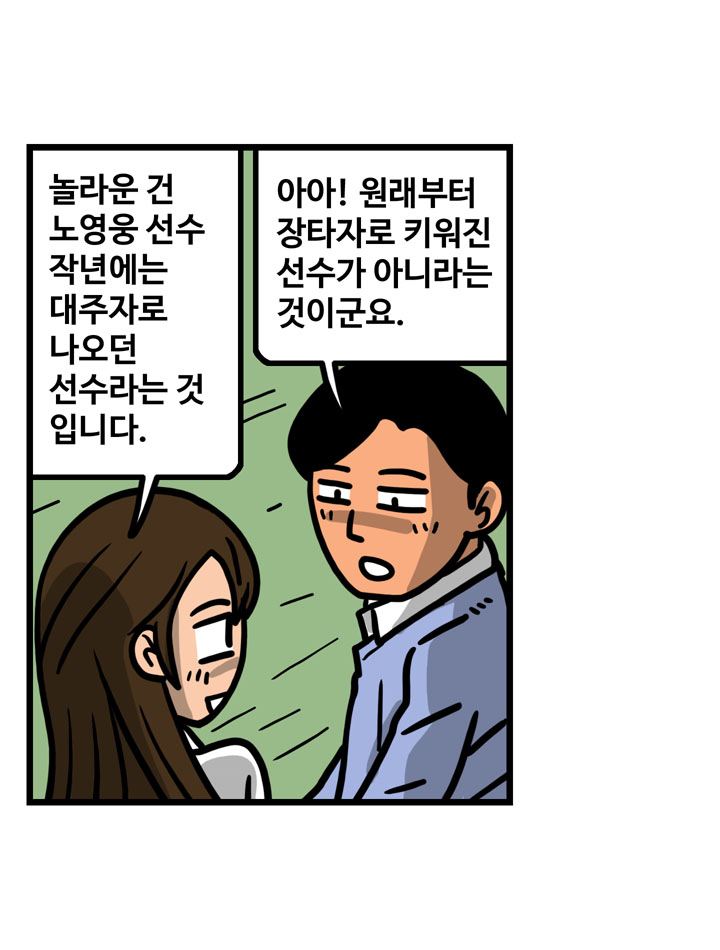 놀라운 건
노영웅 선수
작년에는
대주자로
나오던
선수라는 것
입니다.
아아! 원래부터
장타자로 키워진
선수가 아니라는
것이군요.